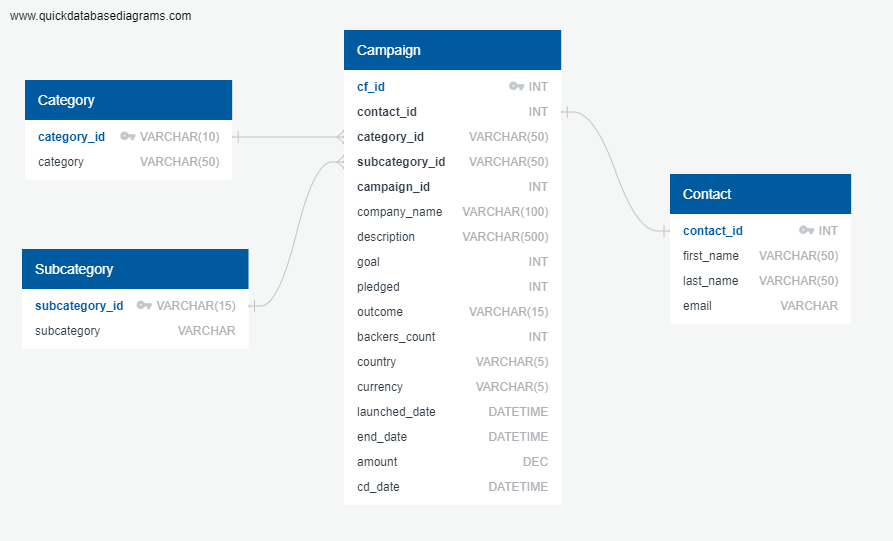 www.quickdatabasediagrams.com
Category
category_id VARCHAR(10)
category VARCHAR(50)
Subcategory
subcategory_id VARCHAR(15)
subcategory VARCHAR
Campaign
cf_id INT
contact_id INT
category_id VARCHAR(50)
subcategory_id VARCHAR(50)
campaign_id INT
company_name VARCHAR(100)
description VARCHAR(500)
goal INT
pledged INT
outcome VARCHAR(15)
backers_count INT
country VARCHAR(5)
currency VARCHAR(5)
launched_date DATETIME
end_date DATETIME
amount DEC
cd_date DATETIME
Contact
contact_id INT
first_name VARCHAR(50)
last_name VARCHAR(50)
email VARCHAR